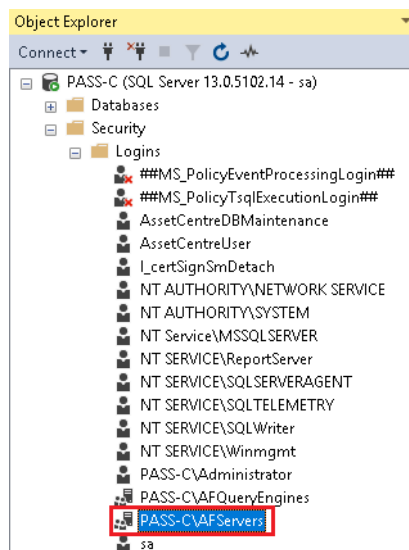 Object Explorer
Connect
PASS-C (SQL Server 13.0.5102.14 - sa)
Databases
Security
Logins
##MS_PolicyEventProcessingLogin##
##MS_PolicyTsqlExecutionLogin##
AssetCentreDBMaintenance
AssetCentreUser
l_certSignSmDetach
NT AUTHORITY\NETWORK SERVICE
NT AUTHORITY\SYSTEM
NT Service\MSSQLSERVER
NT SERVICE\ReportServer
NT SERVICE\SQLSERVERAGENT
NT SERVICE\SQLTELEMETRY
NT SERVICE\SQLWriter
NT SERVICE\Winmgmt
PASS-C\Administrator
PASS-C\AFQueryEngines
PASS-C\AFServers
sa